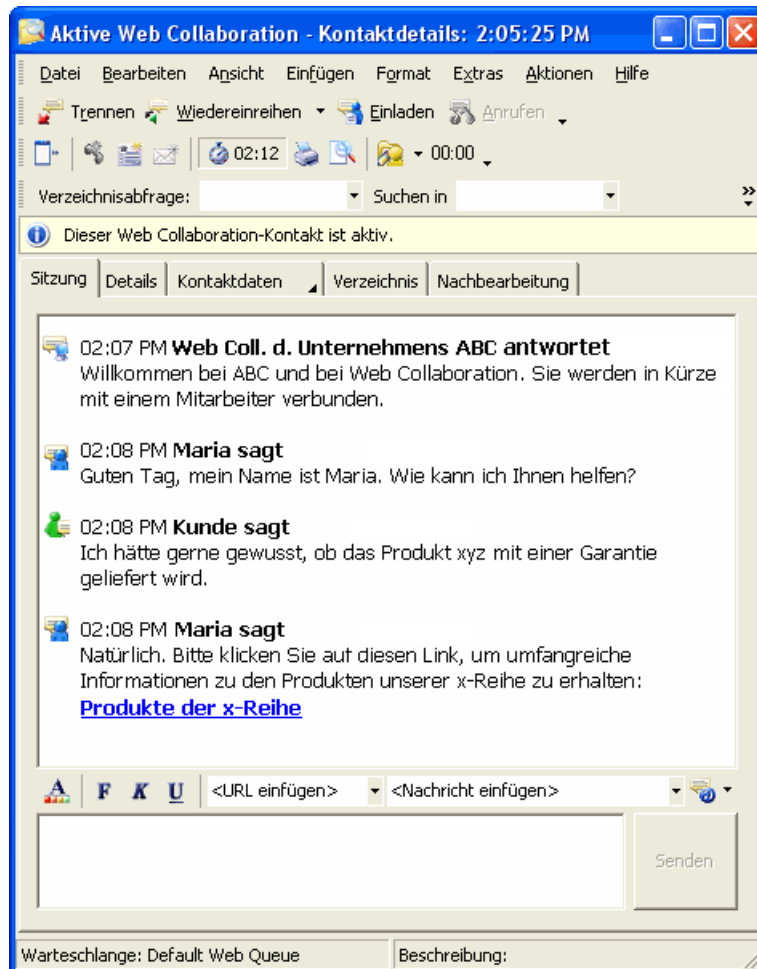 Aktive Web Collaboration - Kontaktdetails: 2:05:25 PM
Datei Bearbeiten Ansicht Einfügen Format Extras Aktionen Hilfe
Trennen Wiedereinreihen Einladen Anrufen
02:12 00:00
Verzeichnisabfrage: Suchen in
Dieser Web Collaboration-Kontakt ist aktiv.
Sitzung Details Kontaktdaten Verzeichnis Nachbearbeitung
02:07 PM Web Coll. d. Unternehmens ABC antwortet
Willkommen bei ABC und bei Web Collaboration. Sie werden in Kürze
mit einem Mitarbeiter verbunden.
02:08 PM Maria sagt
Guten Tag, mein Name ist Maria. Wie kann ich Ihnen helfen?
02:08 PM Kunde sagt
Ich hätte gerne gewusst, ob das Produkt xyz mit einer Garantie
geliefert wird.
02:08 PM Maria sagt
Natürlich. Bitte klicken Sie auf diesen Link, um umfangreiche
Informationen zu den Produkten unserer x-Reihe zu erhalten:
Produkte der x-Reihe
A F K U <URL einfügen> <Nachricht einfügen>
Senden
Warteschlange: Default Web Queue Beschreibung: